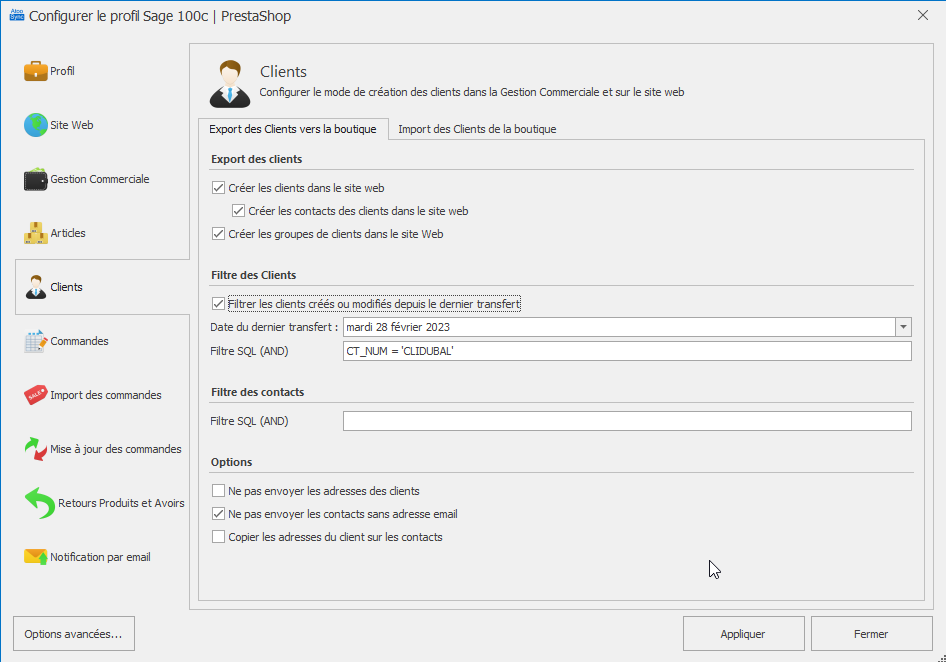 Atoo Sync Configurer le profil Sage 100c | PrestaShop
Profil
Site Web
Gestion Commerciale
Articles
Clients
Commandes
SALE
Import des commandes
Mise à jour des commandes
Retours Produits et Avoirs
Notification par email
Clients
Configurer le mode de création des clients dans la Gestion Commerciale et sur le site web
Export des Clients vers la boutique
Import des Clients de la boutique
Export des clients
Créer les clients dans le site web
Créer les contacts des clients dans le site web
Créer les groupes de clients dans le site Web
Filtre des Clients
Filtrer les clients créés ou modifiés depuis le dernier transfert
Date du dernier transfert : mardi 28 février 2023
Filtre SQL (AND) CT_NUM = 'CLIDUBAL'
Filtre des contacts
Filtre SQL (AND)
Options
Ne pas envoyer les adresses des clients
Ne pas envoyer les contacts sans adresse email
Copier les adresses du client sur les contacts
Options avancées...
Appliquer
Fermer